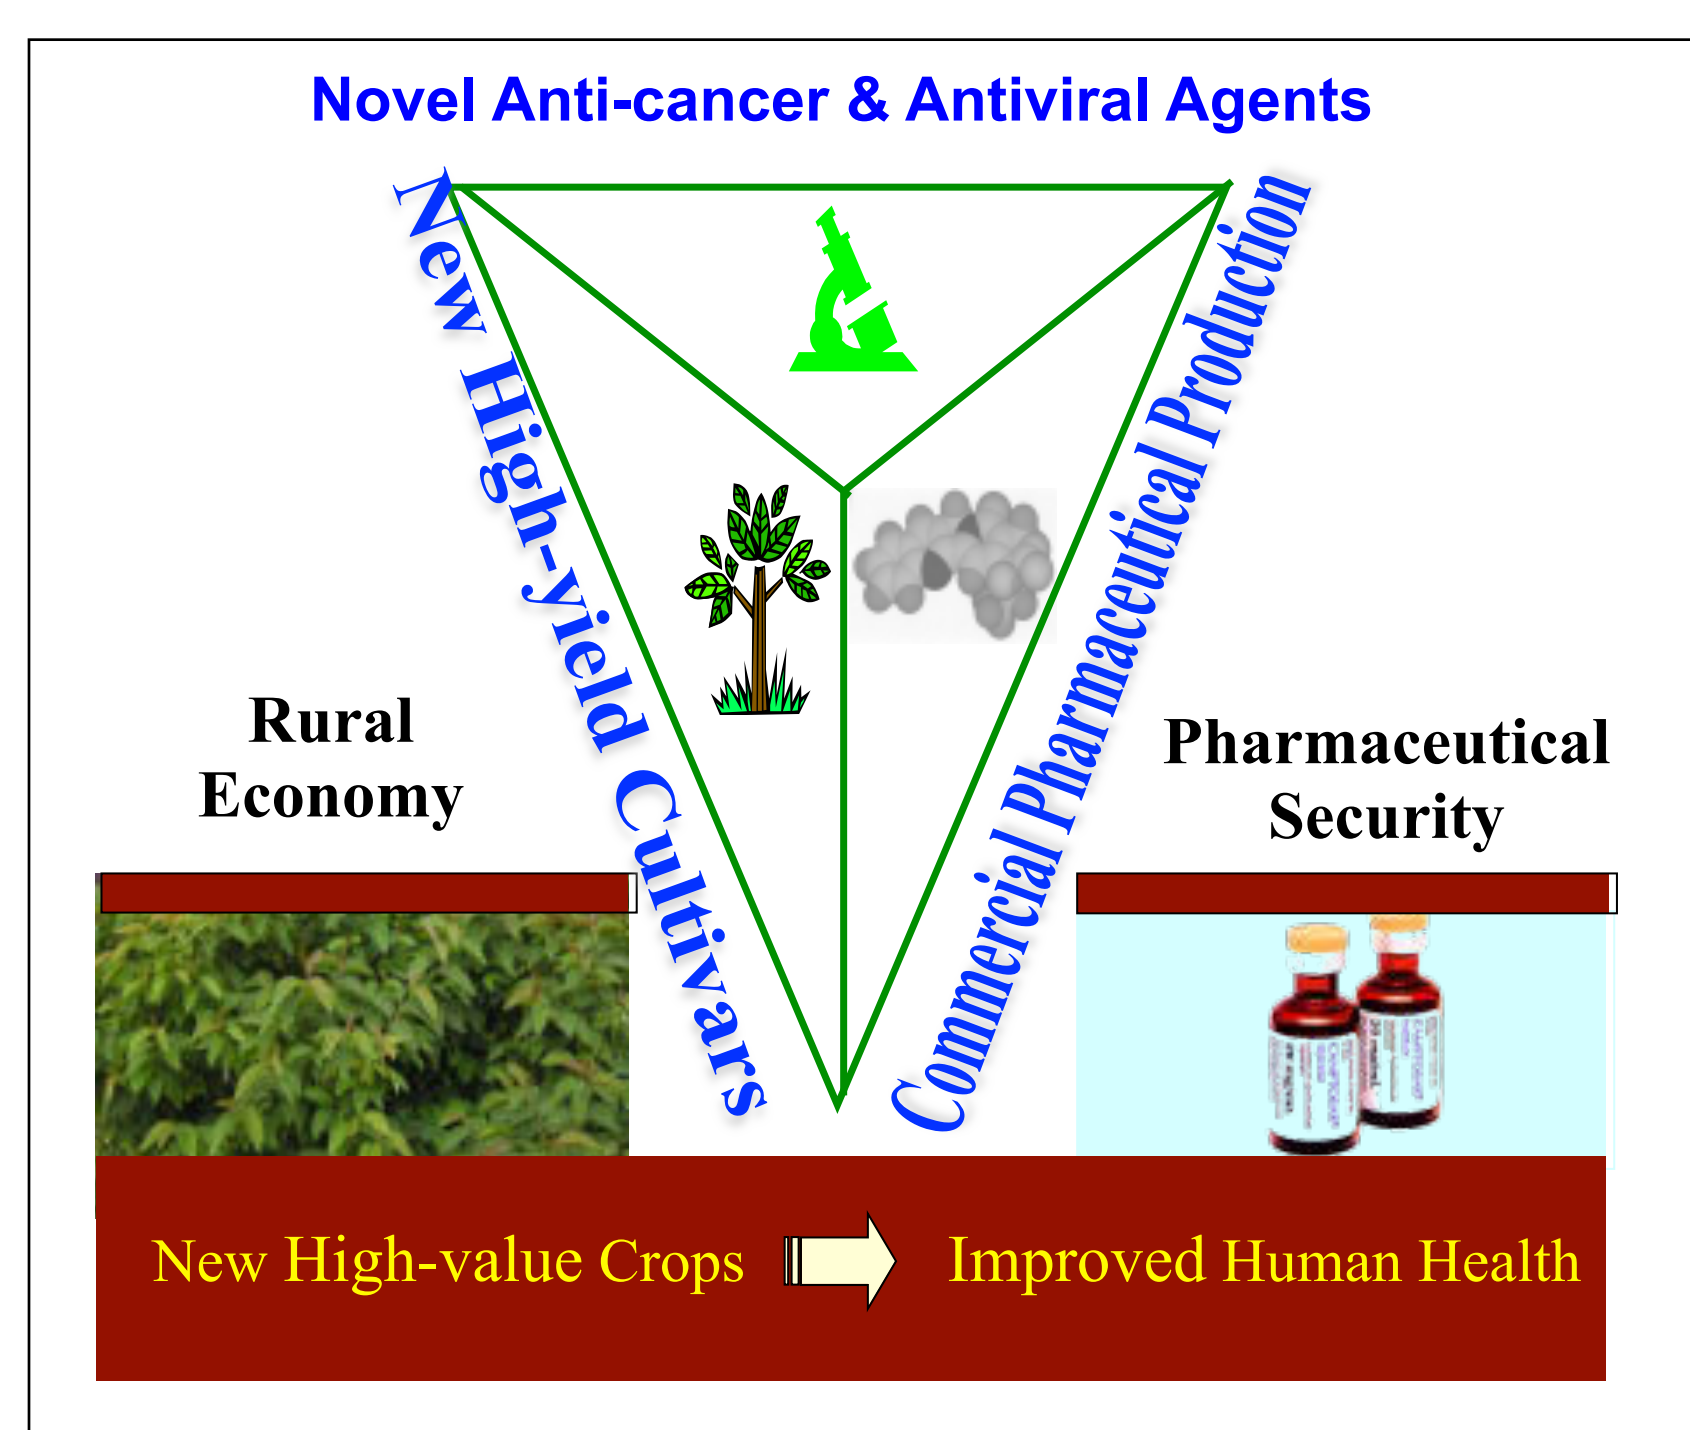 Novel Anti-cancer & Antiviral Agents
New High-yield Cultivars
Commercial Pharmaceutical Production
Rural
Economy
Pharmaceutical
Security
New High-value Crops
Improved Human Health